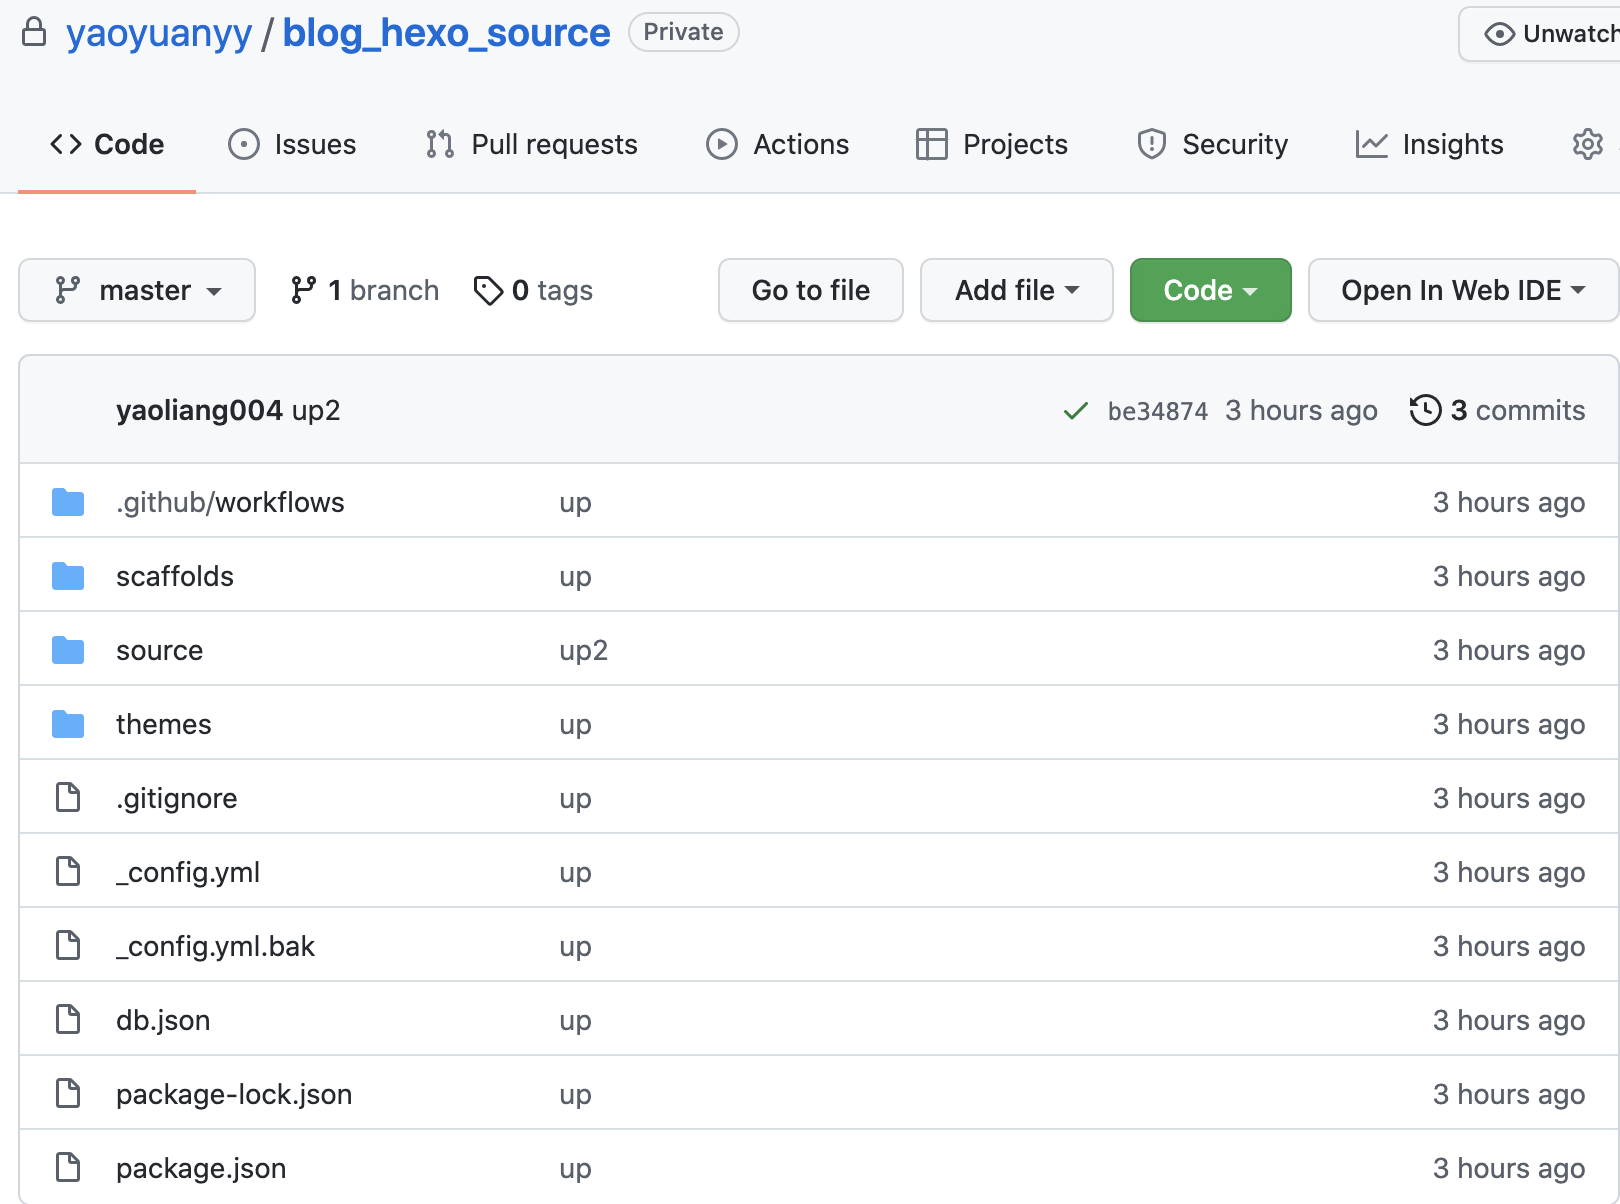 yaoyuanyy / blog_hexo_source Private Unwatch
Code Issues Pull requests Actions Projects Security Insights
master 1 branch 0 tags Go to file Add file Code Open In Web IDE
yaoliang004 up2 be34874 3 hours ago 3 commits
.github/workflows up 3 hours ago
scaffolds up 3 hours ago
source up2 3 hours ago
themes up 3 hours ago
.gitignore up 3 hours ago
_config.yml up 3 hours ago
_config.yml.bak up 3 hours ago
db.json up 3 hours ago
package-lock.json up 3 hours ago
package.json up 3 hours ago